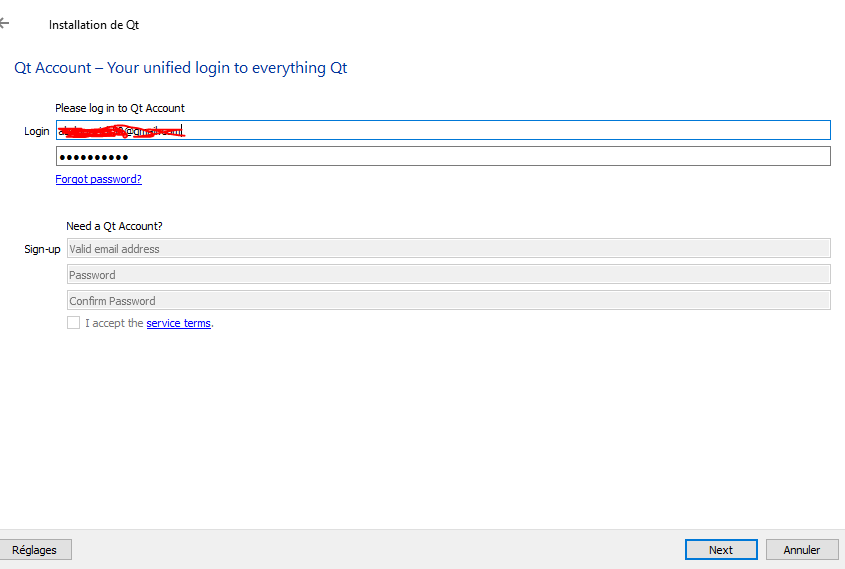 Installation de Qt
Qt Account – Your unified login to everything Qt
Please log in to Qt Account
Login
@gmail.com
●●●●●●●●●●
Forgot password?
Need a Qt Account?
Sign-up
Valid email address
Password
Confirm Password
I accept the service terms.
Réglages
Next
Annuler